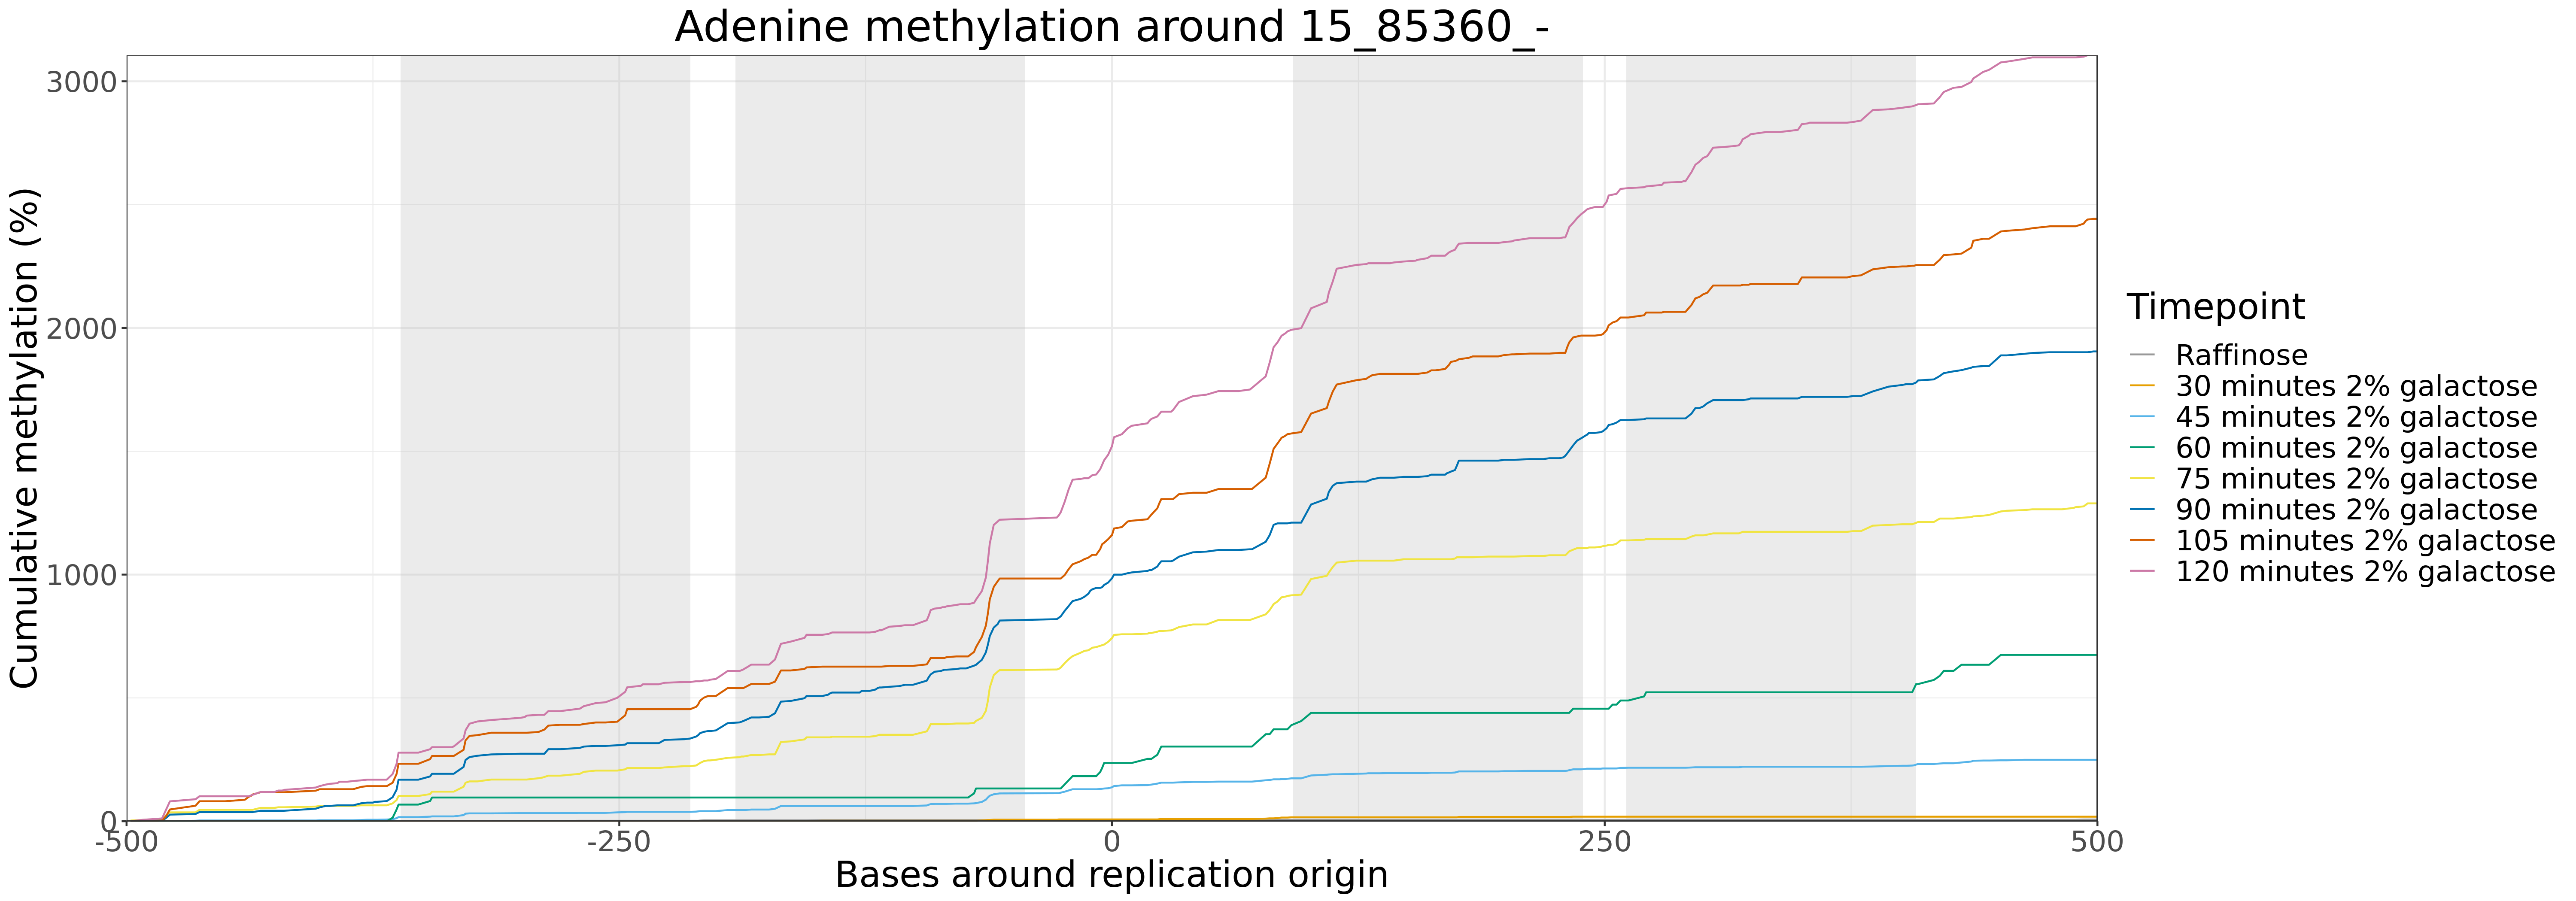 Adenine methylation around 15_85360_-
Cumulative methylation (%)
3000
2000
1000
0
-500
-250
0
250
500
Bases around replication origin
Timepoint
Raffinose
30 minutes 2% galactose
45 minutes 2% galactose
60 minutes 2% galactose
75 minutes 2% galactose
90 minutes 2% galactose
105 minutes 2% galactose
120 minutes 2% galactose